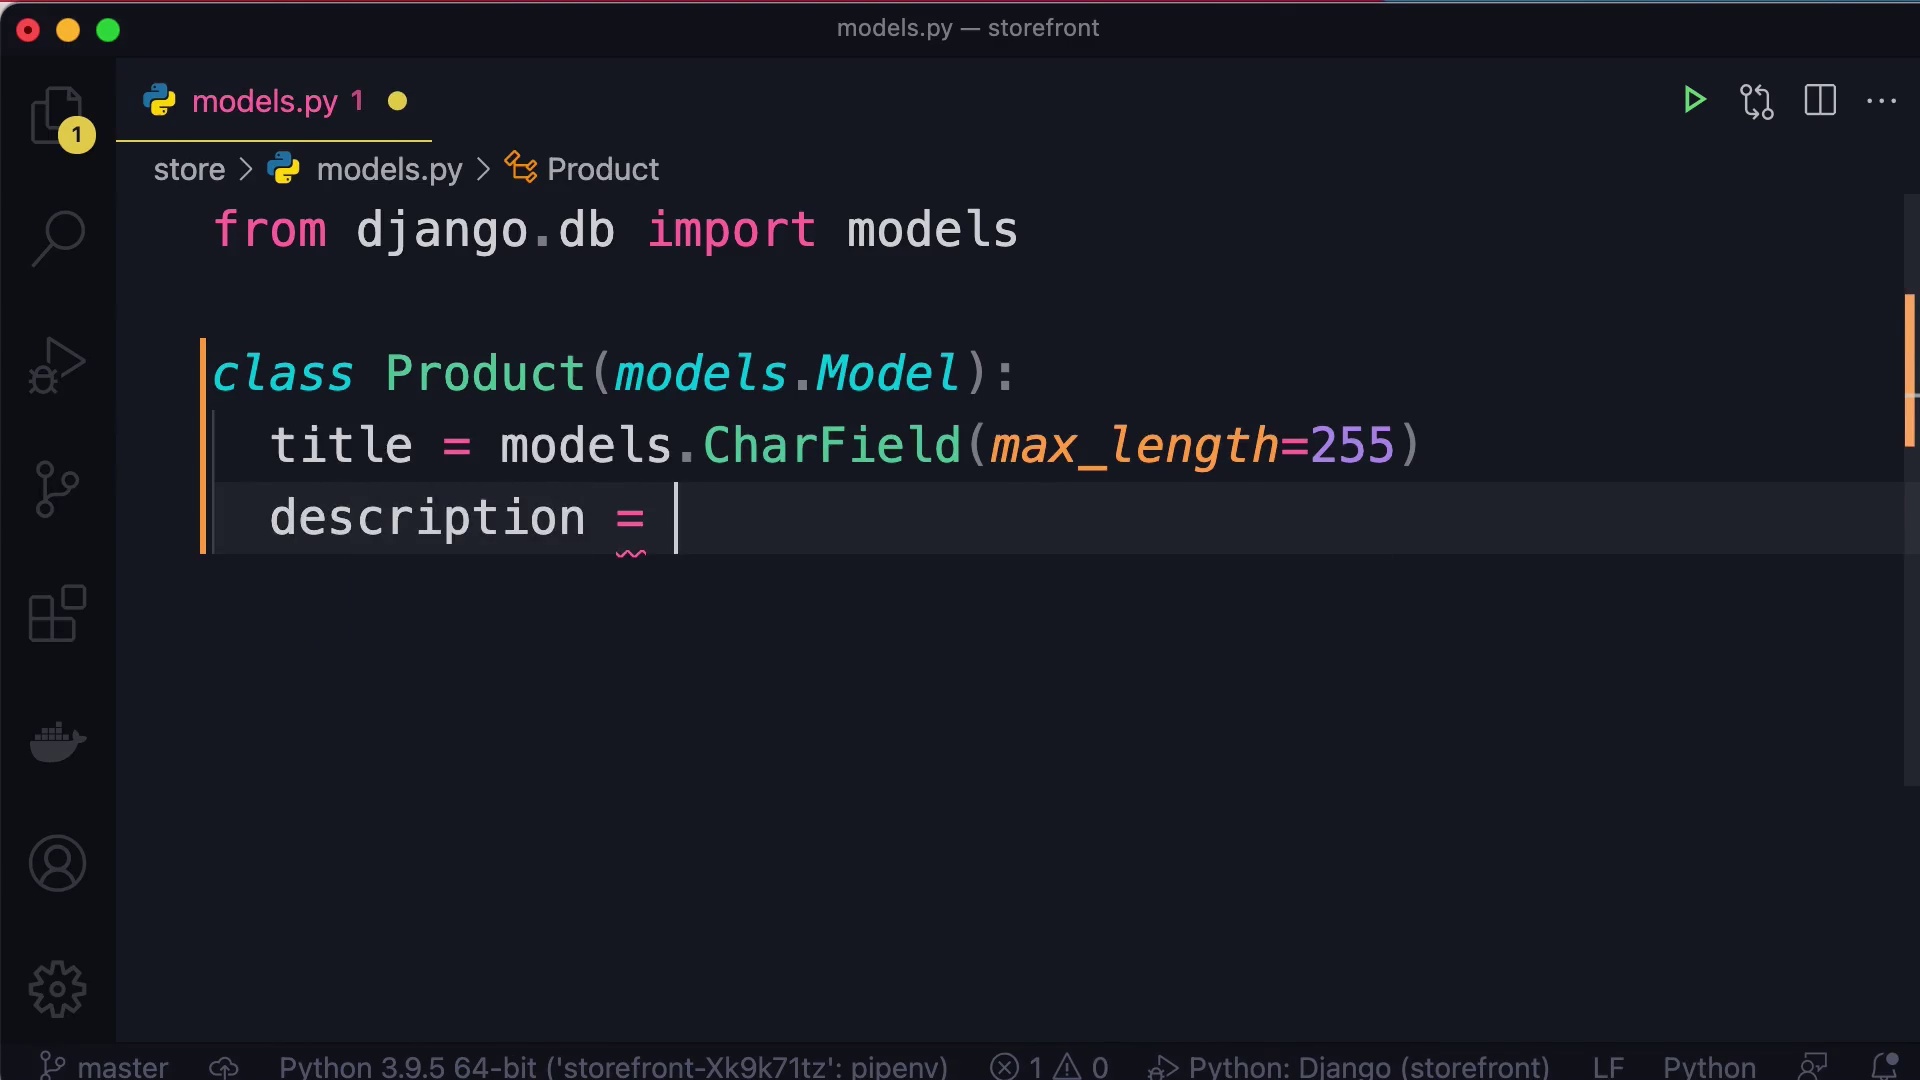 models.py — storefront
models.py 1
1
store > models.py > Product
from django.db import models
class Product(models.Model):
title = models.CharField(max_length=255)
description =
master Python 3.9.5 64-bit ('storefront-Xk9k71tz': pipenv) 1 0 Python: Django (storefront) LF Python